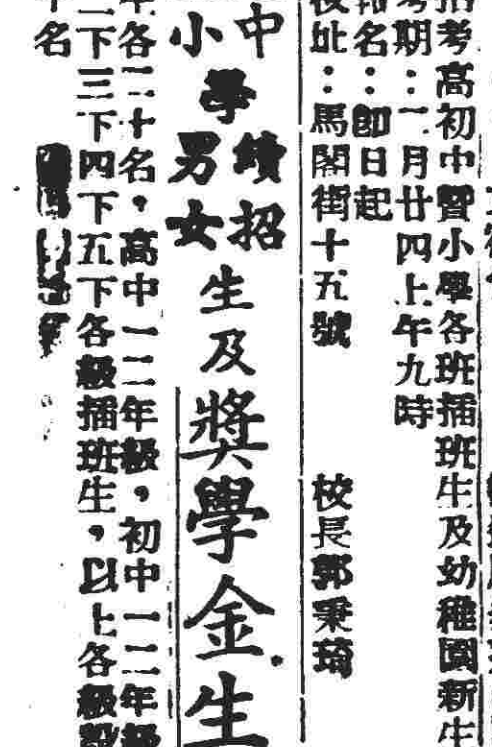 招考高初中暨小學各班插班生及幼稚園新生
考期：一月廿四上午九時
報名：即日起
校址：馬閣街十五號　校長郭秉琦
中小學績招男女生及獎學金生
年各二十名，高中一二年級，初中一二年級
二下三下四下五下各級插班生，以上各級設
十名